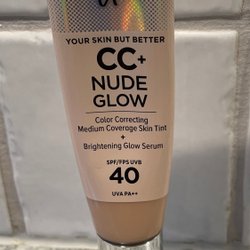 YOUR SKIN BUT BETTER
CC+
NUDE
GLOW
Color Correcting
Medium Coverage Skin Tint
+
Brightening Glow Serum
SPF/FPS UVB
40
UVA PA++